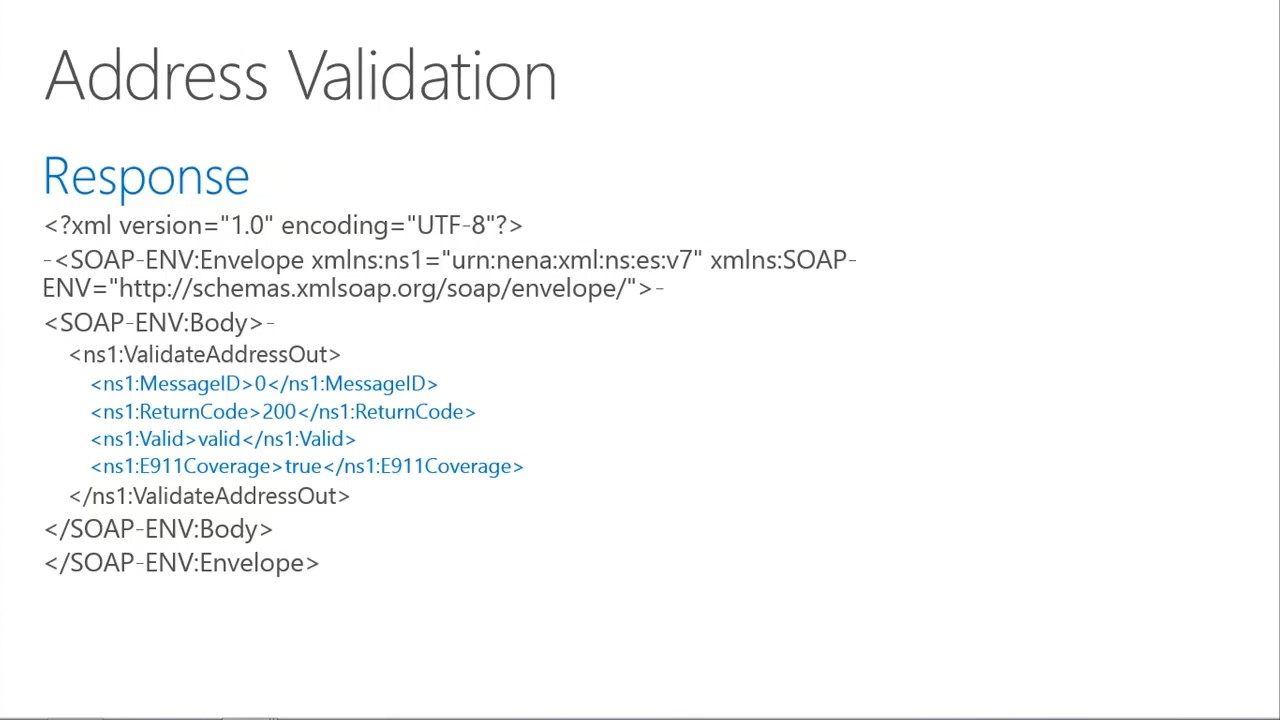 Address Validation
Response
<?xml version="1.0" encoding="UTF-8"?>
-<SOAP-ENV:Envelope xmlns:ns1="urn:nena:xml:ns:es:v7" xmlns:SOAP-
ENV="http://schemas.xmlsoap.org/soap/envelope/">-
<SOAP-ENV:Body>-
<ns1:ValidateAddressOut>
<ns1:MessageID>0</ns1:MessageID>
<ns1:ReturnCode>200</ns1:ReturnCode>
<ns1:Valid>valid</ns1:Valid>
<ns1:E911Coverage>true</ns1:E911Coverage>
</ns1:ValidateAddressOut>
</SOAP-ENV:Body>
</SOAP-ENV:Envelope>